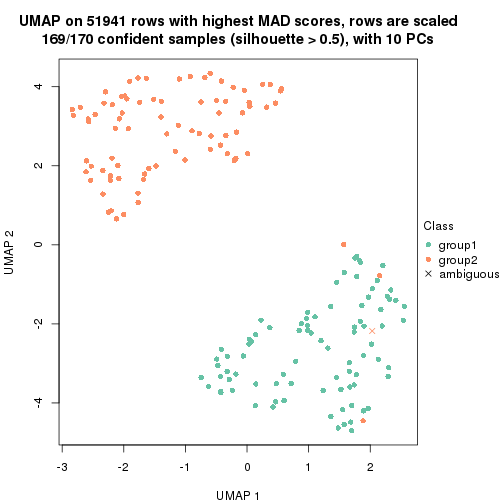 UMAP on 51941 rows with highest MAD scores, rows are scaled
169/170 confident samples (silhouette > 0.5), with 10 PCs
4
2
0
-2
-4
UMAP 2
-3
-2
-1
0
1
2
UMAP 1
Class
group1
group2
ambiguous